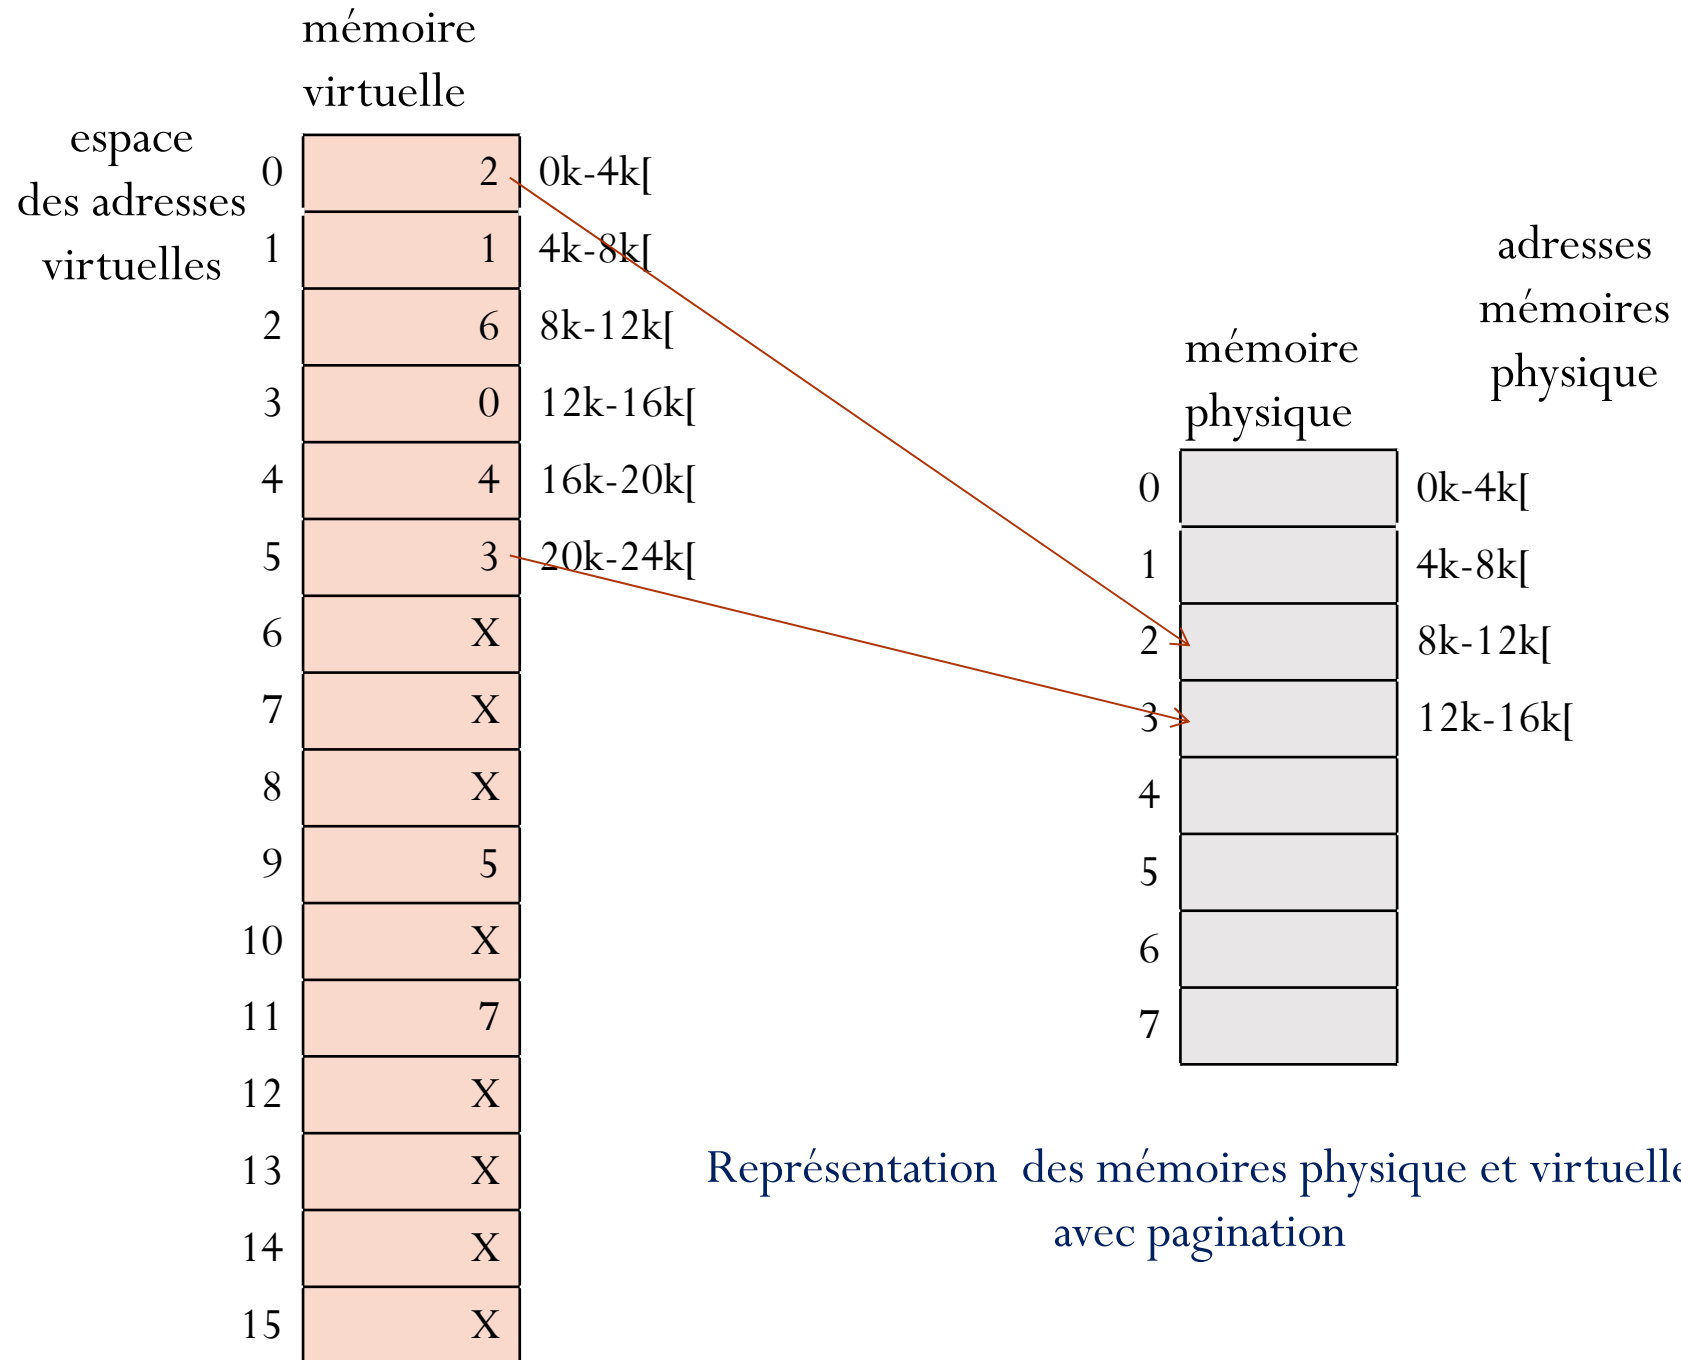 mémoire
virtuelle
espace
des adresses
virtuelles
0 2 0k-4k[
1 1 4k-8k[
2 6 8k-12k[
3 0 12k-16k[
4 4 16k-20k[
5 3 20k-24k[
6 X
7 X
8 X
9 5
10 X
11 7
12 X
13 X
14 X
15 X
adresses
mémoires
physique
mémoire
physique
0 0k-4k[
1 4k-8k[
2 8k-12k[
3 12k-16k[
4
5
6
7
Représentation des mémoires physique et virtuelle
avec pagination